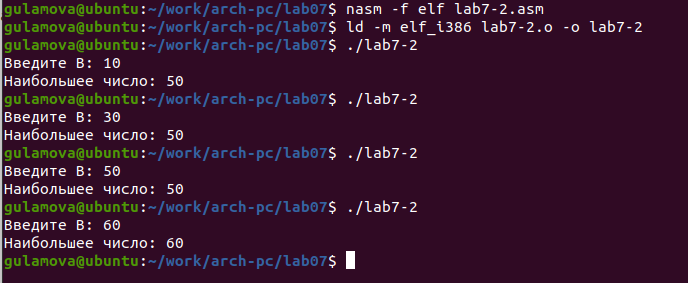 gulamova@ubuntu:~/work/arch-pc/lab07$ nasm -f elf lab7-2.asm
gulamova@ubuntu:~/work/arch-pc/lab07$ ld -m elf_i386 lab7-2.o -o lab7-2
gulamova@ubuntu:~/work/arch-pc/lab07$ ./lab7-2
Введите B: 10
Наибольшее число: 50
gulamova@ubuntu:~/work/arch-pc/lab07$ ./lab7-2
Введите B: 30
Наибольшее число: 50
gulamova@ubuntu:~/work/arch-pc/lab07$ ./lab7-2
Введите B: 50
Наибольшее число: 50
gulamova@ubuntu:~/work/arch-pc/lab07$ ./lab7-2
Введите B: 60
Наибольшее число: 60
gulamova@ubuntu:~/work/arch-pc/lab07$